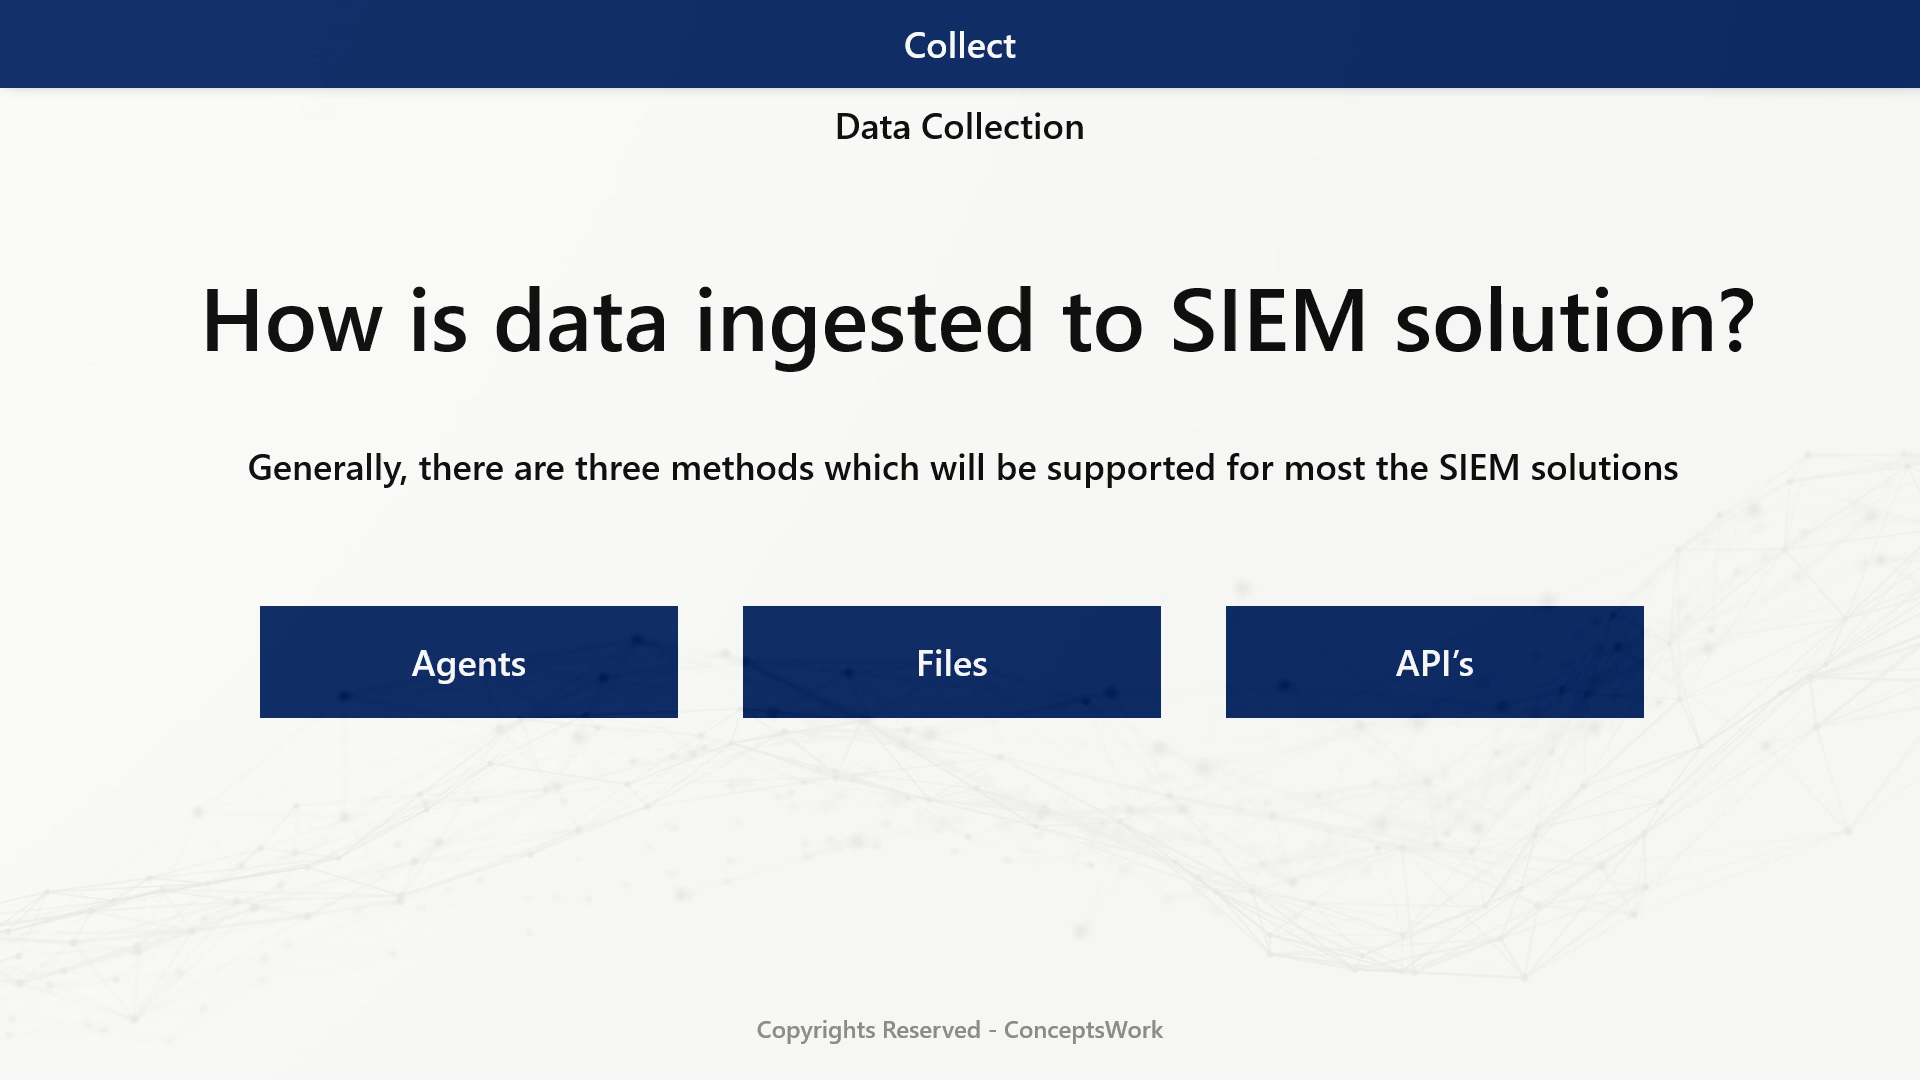 Collect
Data Collection
How is data ingested to SIEM solution?
Generally, there are three methods which will be supported for most the SIEM solutions
Agents
Files
API’s
Copyrights Reserved - ConceptsWork